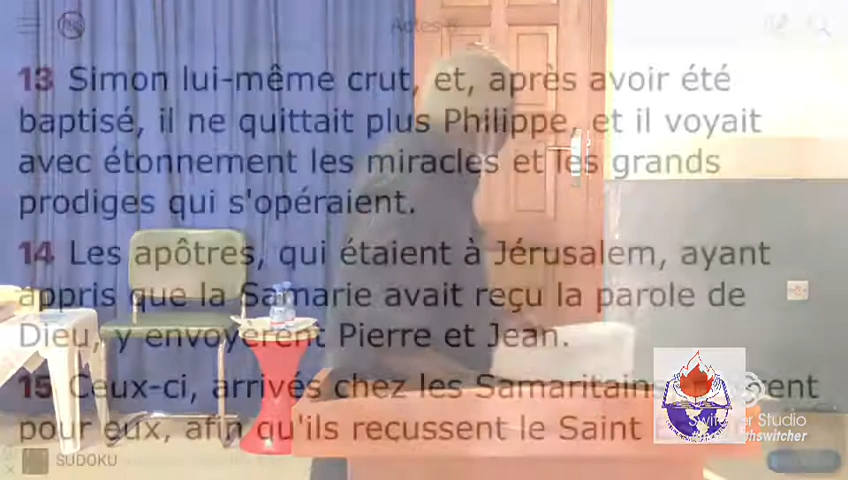 Actes 8
13 Simon lui-même crut, et, après avoir été
baptisé, il ne quittait plus Philippe, et il voyait
avec étonnement les miracles et les grands
prodiges qui s'opéraient.
14 Les apôtres, qui étaient à Jérusalem, ayant
appris que la Samarie avait reçu la parole de
Dieu, y envoyèrent Pierre et Jean.
15 Ceux-ci, arrivés chez les Samaritains,
pour eux, afin qu'ils recussent le Saint
Switcher Studio
SUDOKU